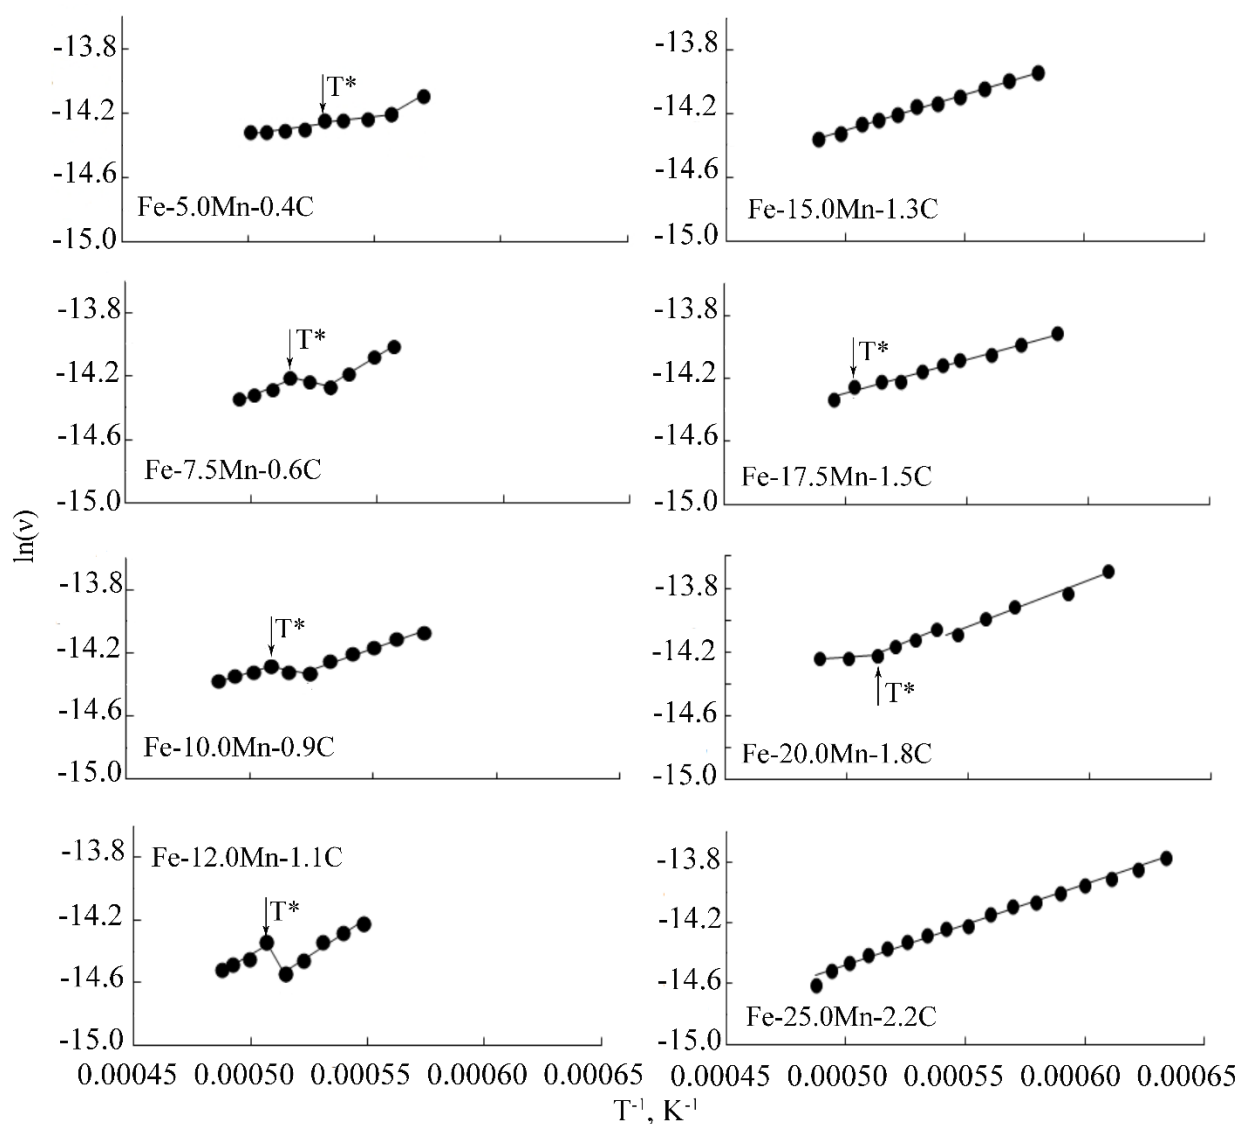 -13.8
T*
-14.2
-14.6
Fe-5.0Mn-0.4C
-15.0
-13.8
-14.2
-14.6
Fe-15.0Mn-1.3C
-15.0
-13.8
T*
-14.2
-14.6
Fe-7.5Mn-0.6C
-15.0
-13.8
T*
-14.2
-14.6
Fe-17.5Mn-1.5C
-15.0
ln(ν)
-13.8
T*
-14.2
-14.6
Fe-10.0Mn-0.9C
-15.0
-13.8
-14.2
T*
-14.6
Fe-20.0Mn-1.8C
-15.0
Fe-12.0Mn-1.1C
-13.8
T*
-14.2
-14.6
-15.0
-13.8
-14.2
-14.6
Fe-25.0Mn-2.2C
-15.0
0.00045 0.00050 0.00055 0.00060 0.00065
0.00045 0.00050 0.00055 0.00060 0.00065
T⁻¹, K⁻¹